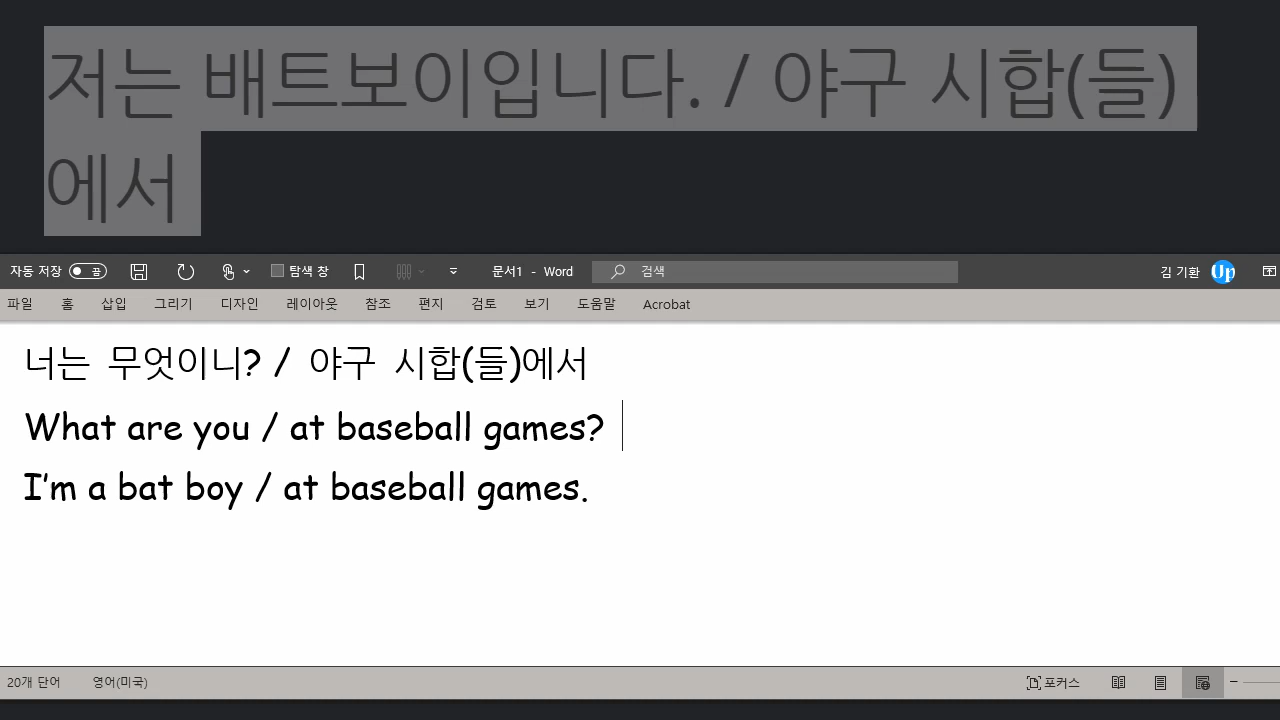 저는 배트보이입니다. / 야구 시합(들)
에서
자동 저장 끔 탐색 창 문서1 - Word 검색 김 기환 Up
파일 홈 삽입 그리기 디자인 레이아웃 참조 편지 검토 보기 도움말 Acrobat
너는 무엇이니? / 야구 시합(들)에서
What are you / at baseball games?
I'm a bat boy / at baseball games.
20개 단어 영어(미국) 포커스